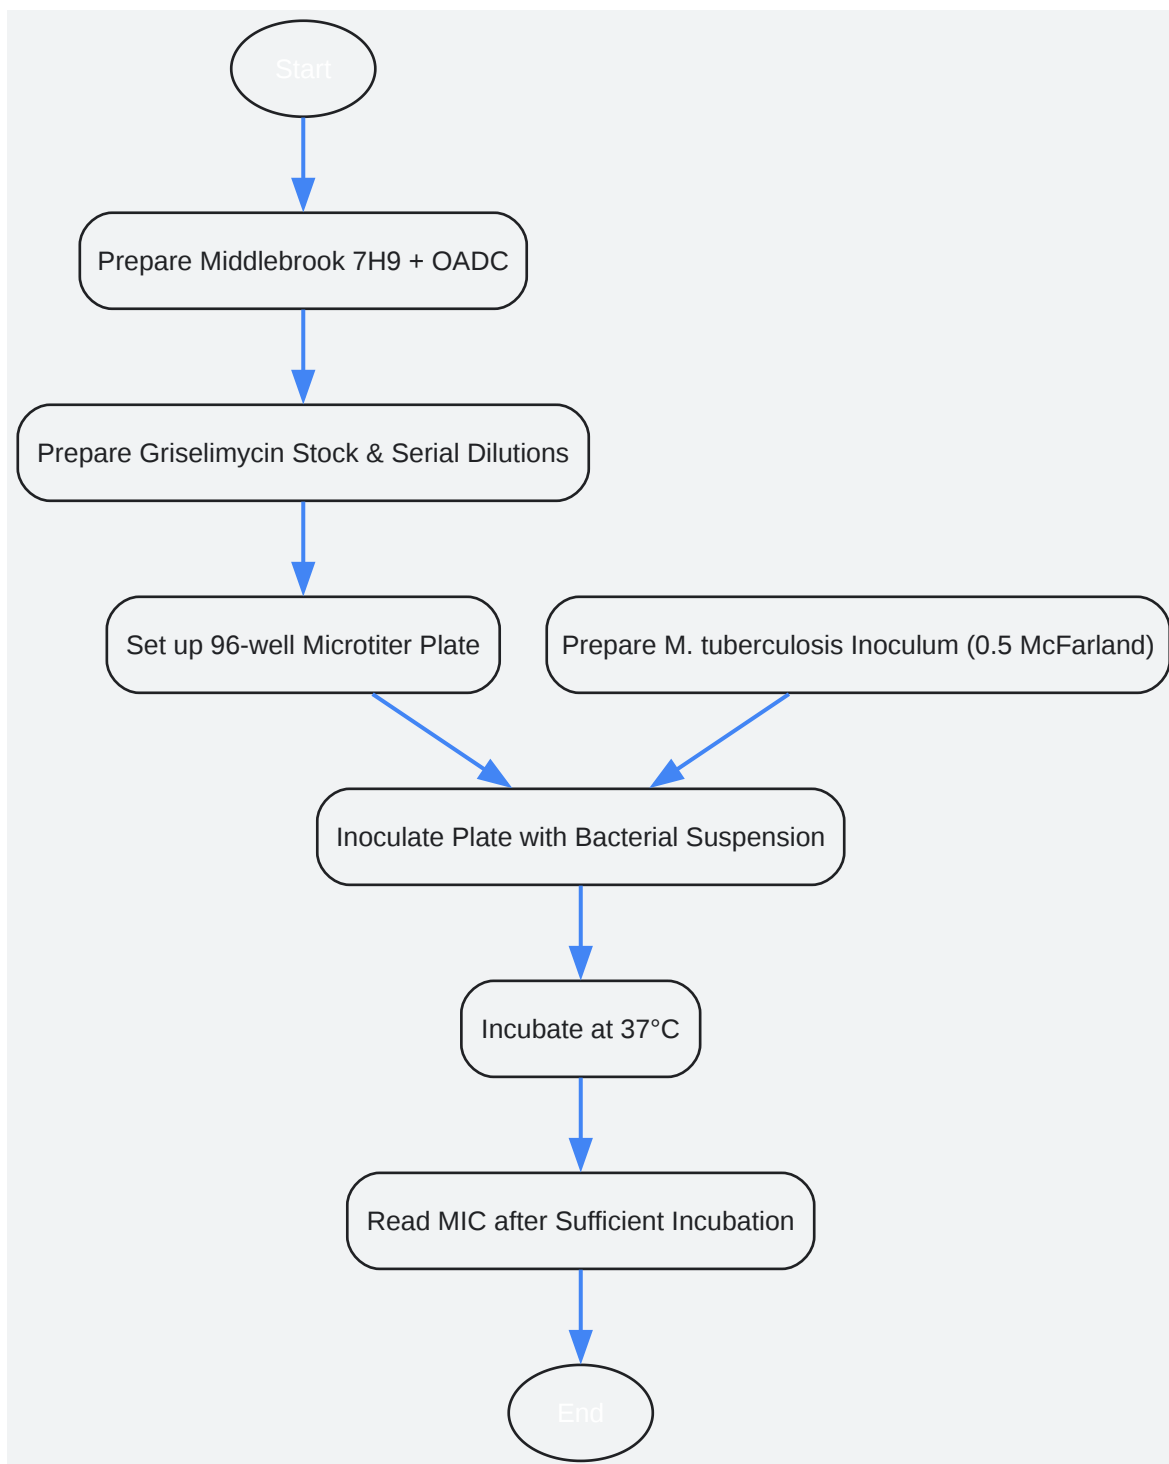 Start
Prepare Middlebrook 7H9 + OADC
Prepare Griselimycin Stock & Serial Dilutions
Set up 96-well Microtiter Plate
Prepare M. tuberculosis Inoculum (0.5 McFarland)
Inoculate Plate with Bacterial Suspension
Incubate at 37°C
Read MIC after Sufficient Incubation
End